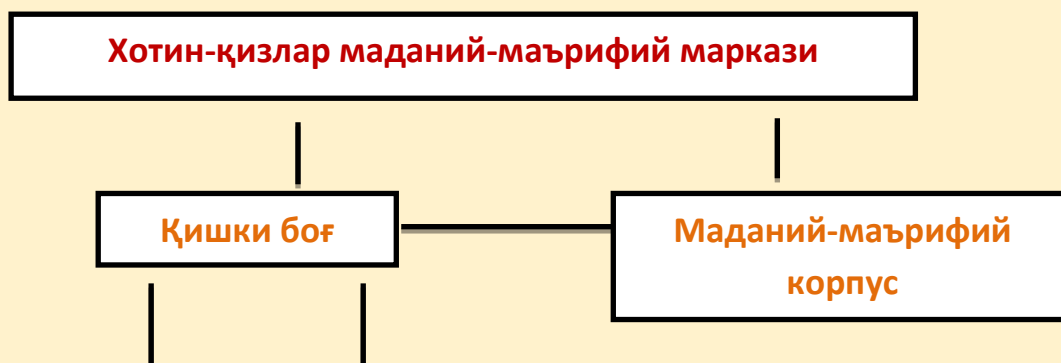 Хотин-қизлар маданий-маърифий маркази
Қишки боғ
Маданий-маърифий
корпус